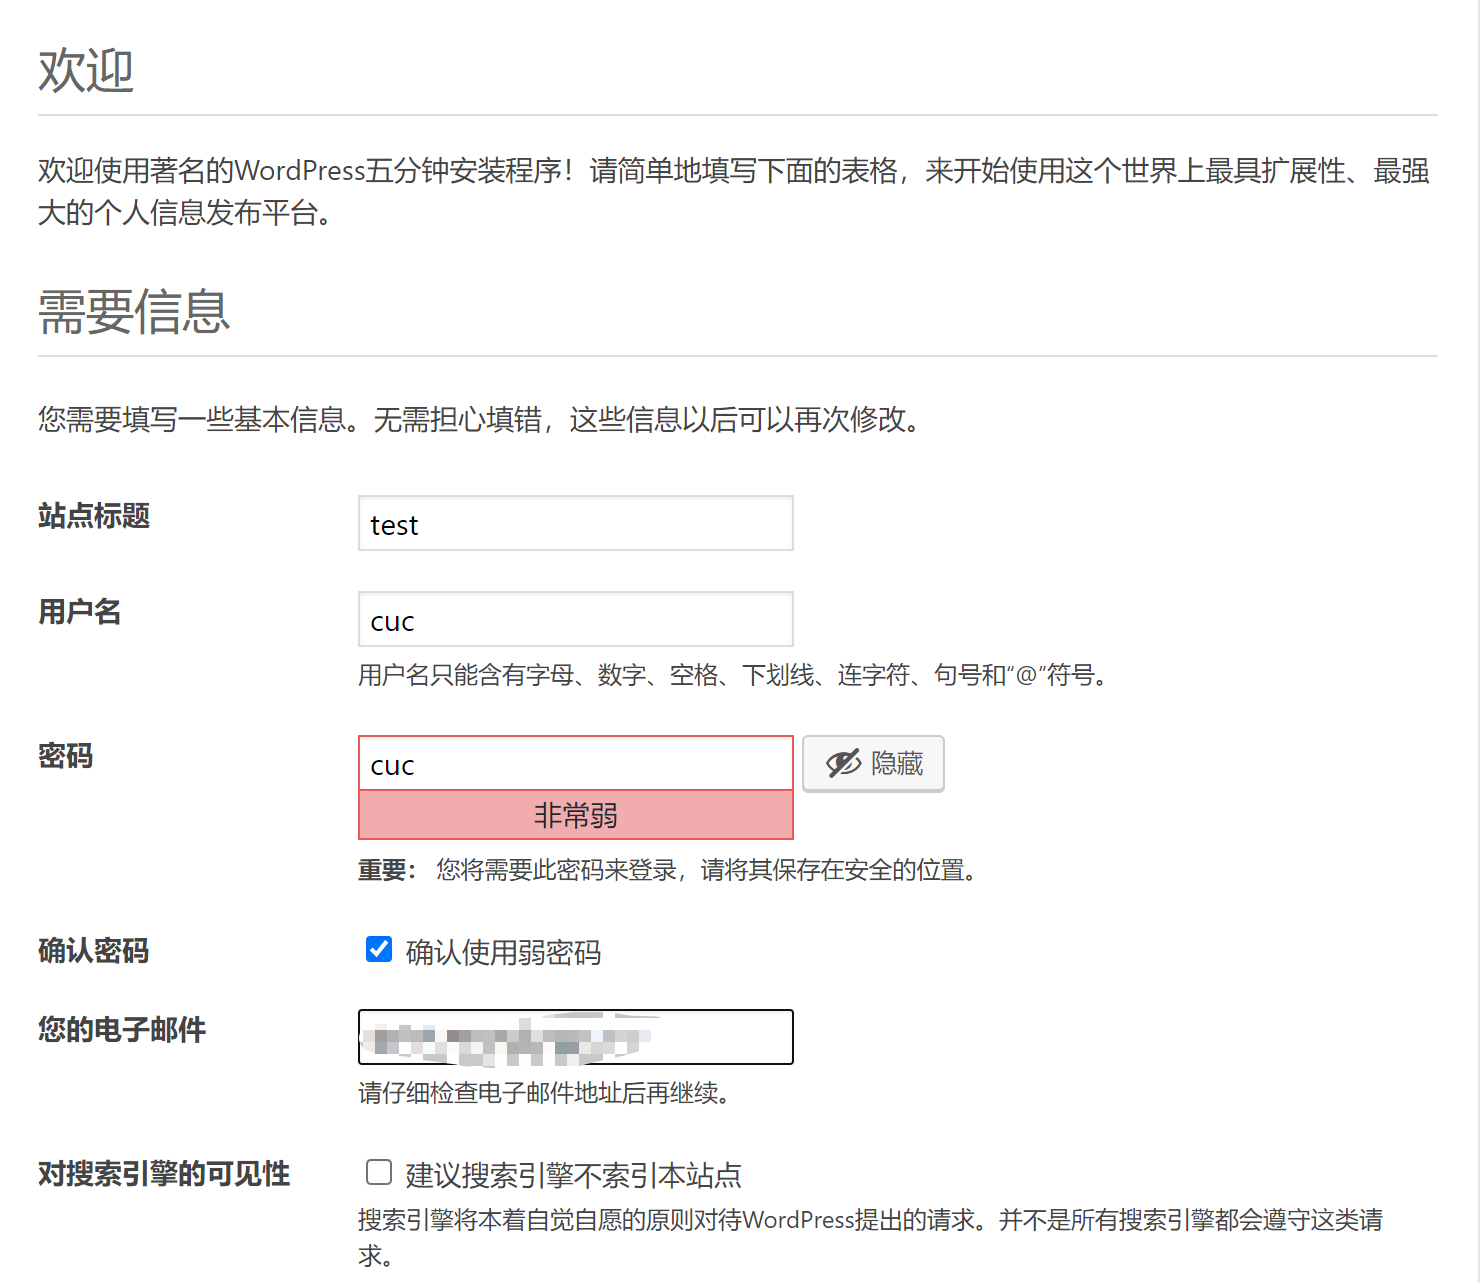 欢迎
欢迎使用著名的WordPress五分钟安装程序！请简单地填写下面的表格，来开始使用这个世界上最具扩展性、最强
大的个人信息发布平台。
需要信息
您需要填写一些基本信息。无需担心填错，这些信息以后可以再次修改。
站点标题 test
用户名 cuc
用户名只能含有字母、数字、空格、下划线、连字符、句号和“@”符号。
密码 cuc 隐藏
非常弱
重要： 您将需要此密码来登录，请将其保存在安全的位置。
确认密码 确认使用弱密码
您的电子邮件
请仔细检查电子邮件地址后再继续。
对搜索引擎的可见性 建议搜索引擎不索引本站点
搜索引擎将本着自觉自愿的原则对待WordPress提出的请求。并不是所有搜索引擎都会遵守这类请
求。